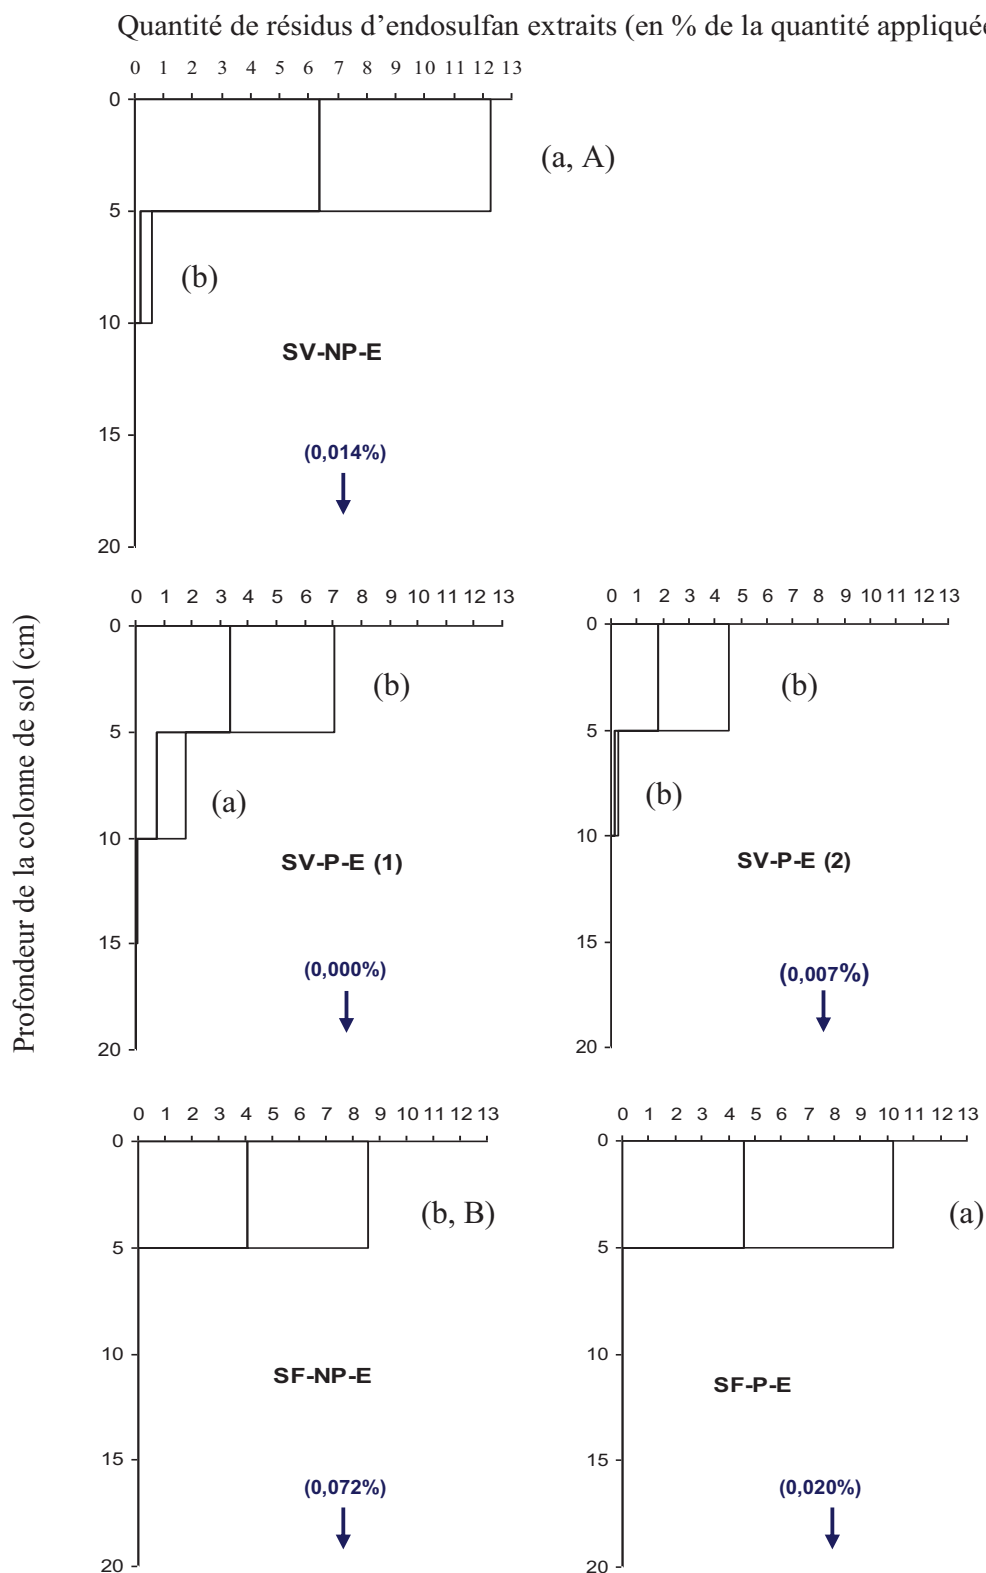 Quantité de résidus d’endosulfan extraits (en % de la quantité appliquée
0 1 2 3 4 5 6 7 8 9 10 11 12 13
0
(a, A)
5
(b)
10
SV-NP-E
15
(0,014%)
20
Profondeur de la colonne de sol (cm)
0 1 2 3 4 5 6 7 8 9 10 11 12 13
0
(b)
5
(a)
10
SV-P-E (1)
15
(0,000%)
20
0 1 2 3 4 5 6 7 8 9 10 11 12 13
0
(b)
5
(b)
10
SV-P-E (2)
15
(0,007%)
20
0 1 2 3 4 5 6 7 8 9 10 11 12 13
0
(b, B)
5
10
SF-NP-E
15
(0,072%)
20
0 1 2 3 4 5 6 7 8 9 10 11 12 13
0
(a)
5
10
SF-P-E
15
(0,020%)
20